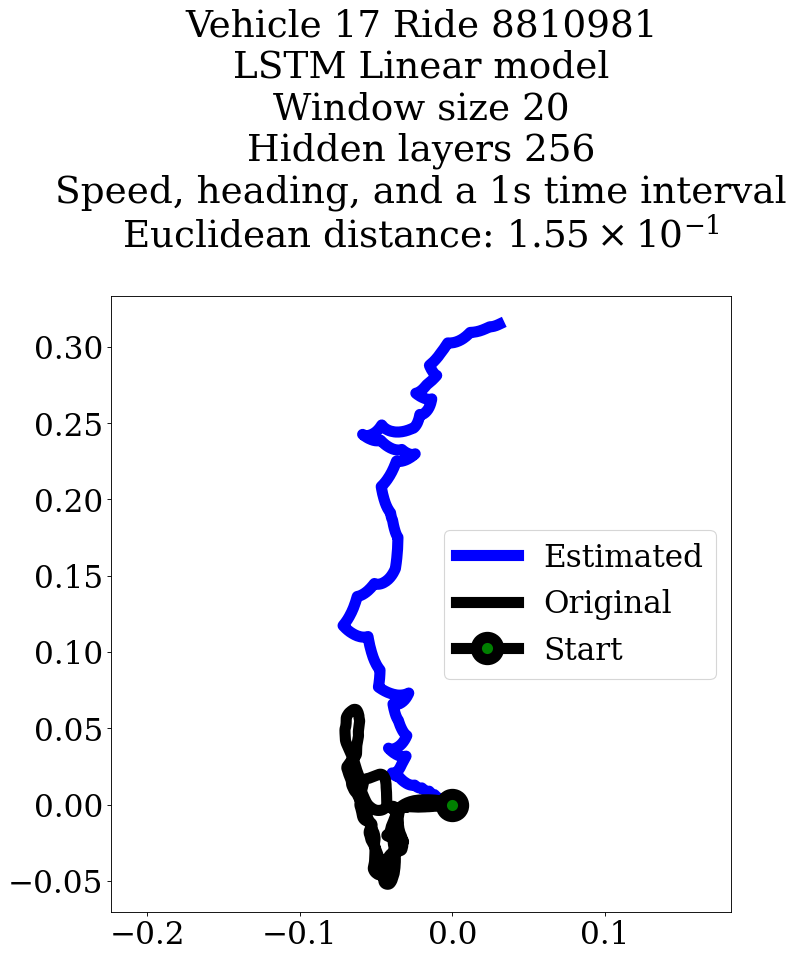 Vehicle 17 Ride 8810981
LSTM Linear model
Window size 20
Hidden layers 256
Speed, heading, and a 1s time interval
Euclidean distance: 1.55 × 10⁻¹
0.30
0.25
0.20
0.15
0.10
0.05
0.00
−0.05
Estimated
Original
Start
−0.2
−0.1
0.0
0.1